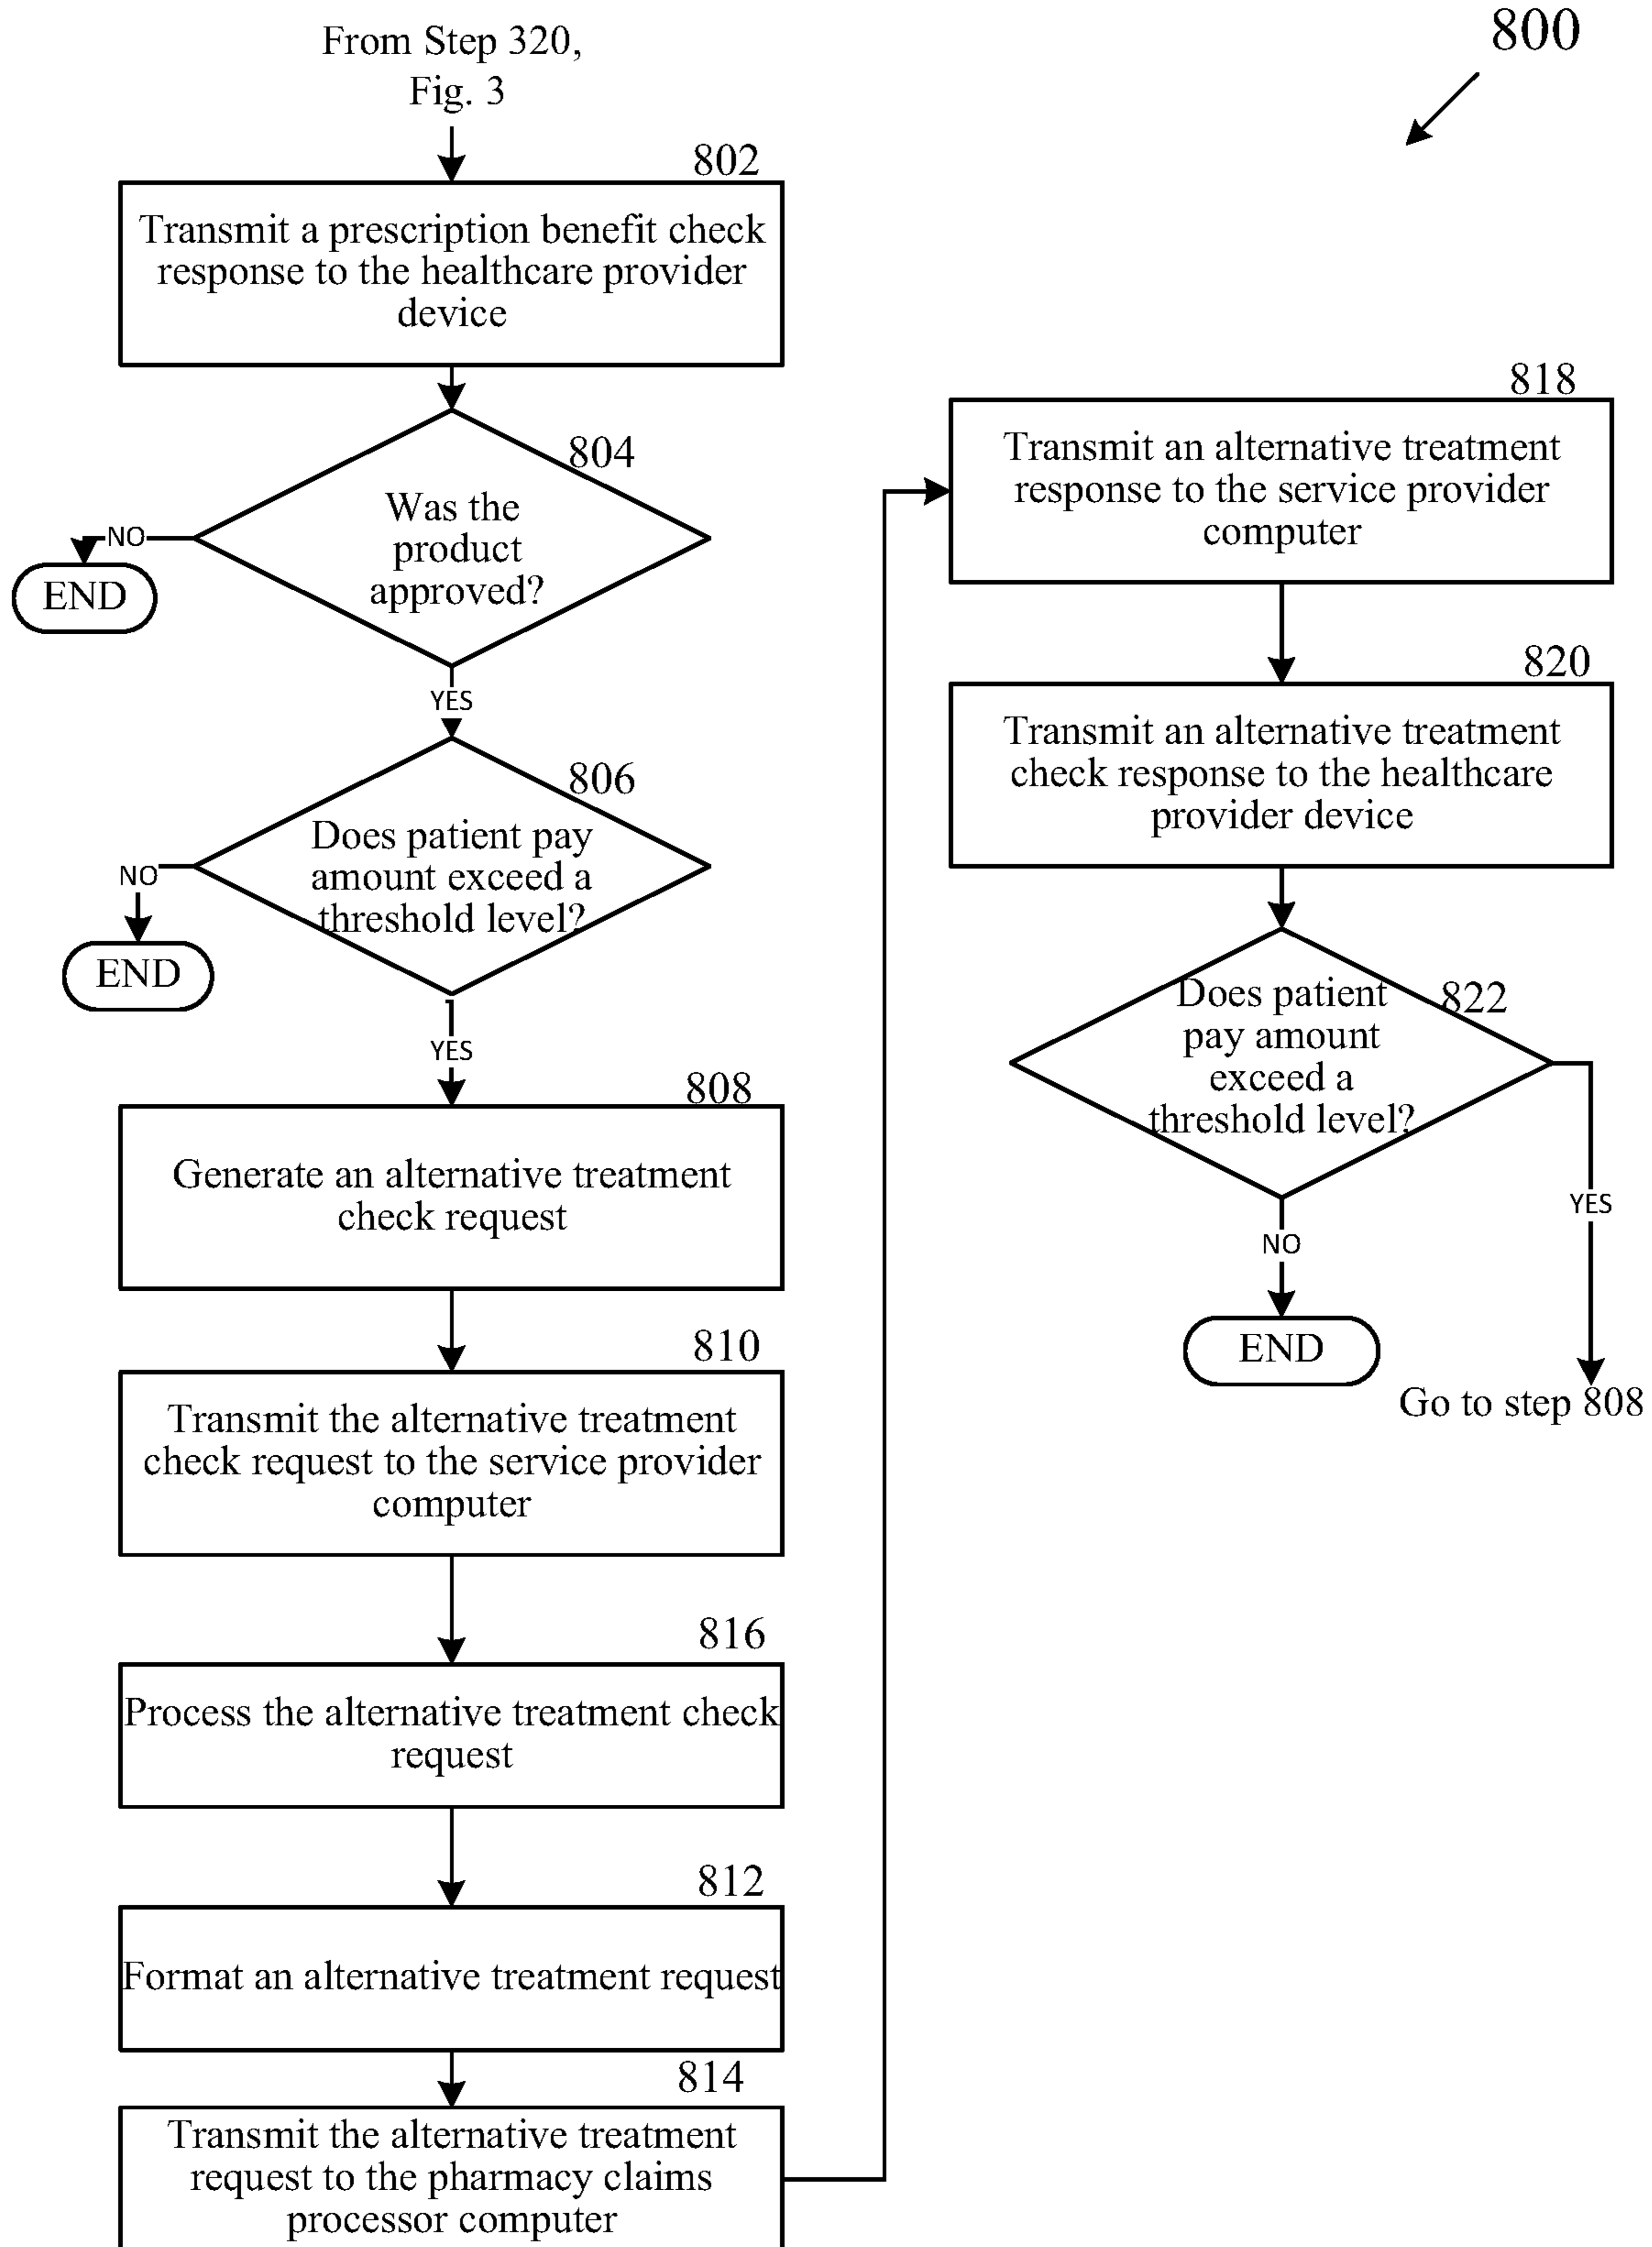 800
From Step 320,
Fig. 3
802
Transmit a prescription benefit check
response to the healthcare provider
device
804
Was the
product
approved?
NO
END
YES
806
Does patient pay
amount exceed a
threshold level?
NO
END
YES
808
Generate an alternative treatment
check request
810
Transmit the alternative treatment
check request to the service provider
computer
816
Process the alternative treatment check
request
812
Format an alternative treatment request
814
Transmit the alternative treatment
request to the pharmacy claims
processor computer
818
Transmit an alternative treatment
response to the service provider
computer
820
Transmit an alternative treatment
check response to the healthcare
provider device
822
Does patient
pay amount
exceed a
threshold level?
YES
NO
END
Go to step 808